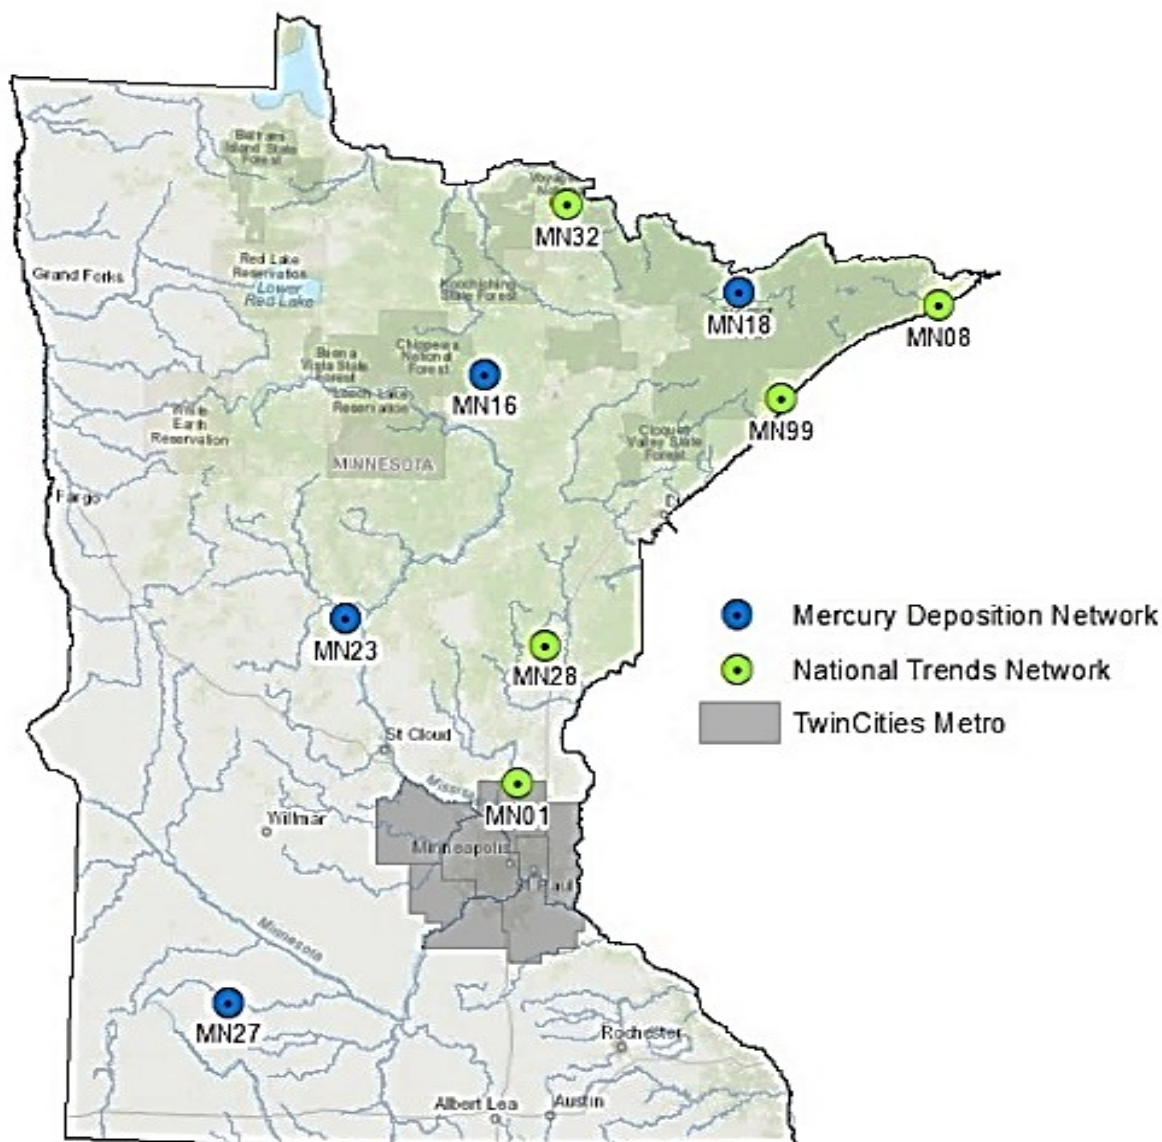 Beltrami
Island State
Forest
MN32
Red Lake
Reservation
Lower
Red Lake
Grand Forks
Koochiching
State Forest
MN18
MN08
Chippewa
National
Forest
Buena
Vista State
Forest
MN16
Leech Lake
Reservation
White
Earth
Reservation
MN99
Cloquet
Valley State
Forest
MINNESOTA
Fargo
MN23
MN28
Mercury Deposition Network
National Trends Network
TwinCities Metro
St Cloud
MN01
Willmar
Minneapolis
St Paul
Minnesota
MN27
Rochester
Albert Lea
Austin